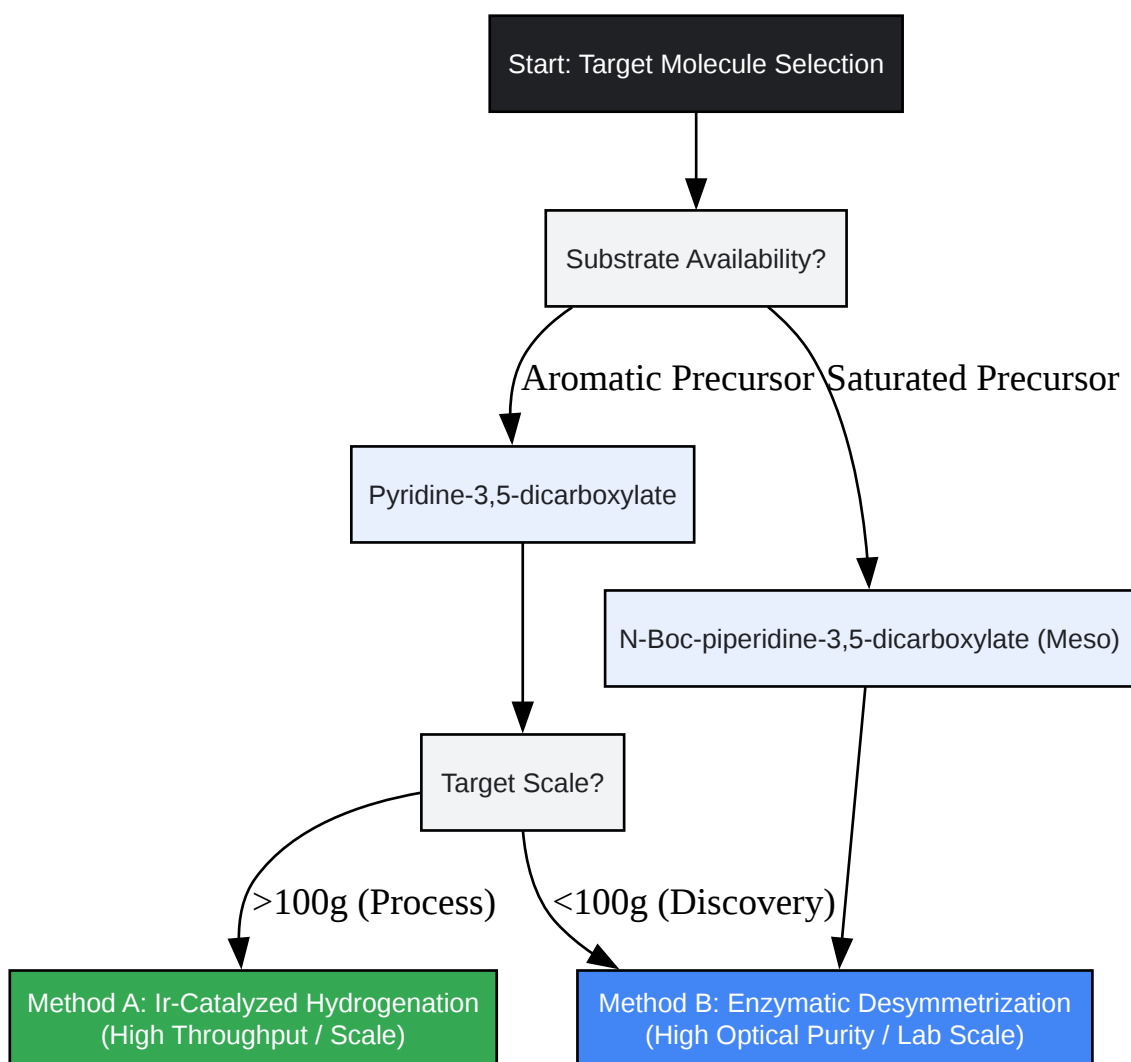 Start: Target Molecule Selection
Substrate Availability?
Aromatic Precursor
Saturated Precursor
Pyridine-3,5-dicarboxylate
N-Boc-piperidine-3,5-dicarboxylate (Meso)
Target Scale?
>100g (Process)
<100g (Discovery)
Method A: Ir-Catalyzed Hydrogenation
(High Throughput / Scale)
Method B: Enzymatic Desymmetrization
(High Optical Purity / Lab Scale)